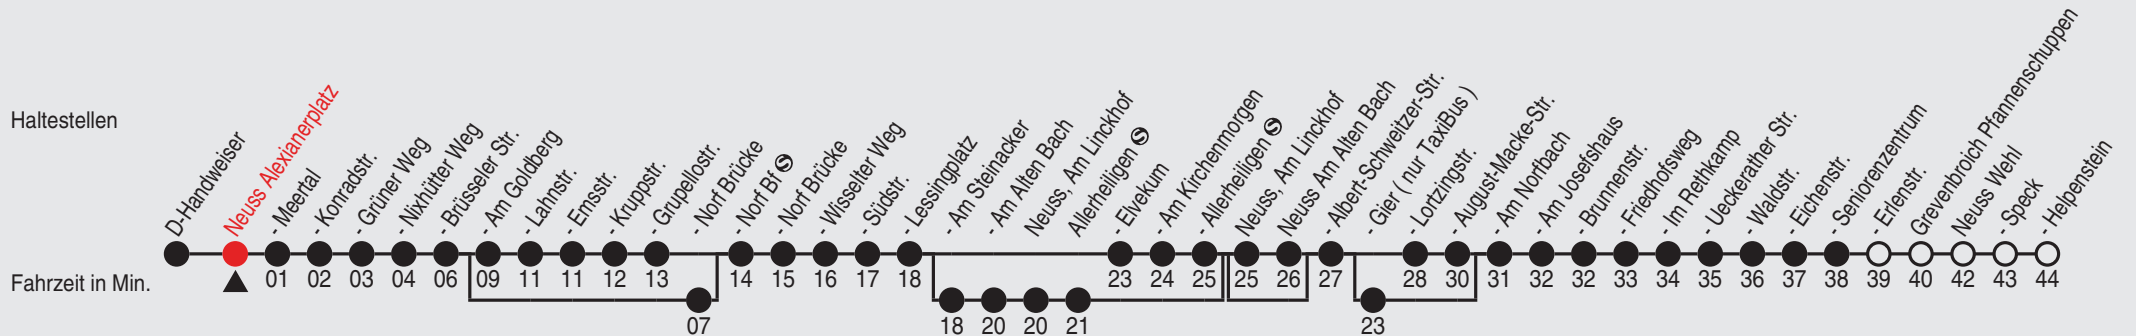 Haltestellen
D-Handweiser
Neuss Alexianerplatz
- Meertal
- Konradstr.
- Grüner Weg
- Nixhütter Weg
- Brüsseler Str.
- Am Goldberg
- Lahnstr.
- Emsstr.
- Kruppstr.
- Grupellostr.
- Norf Brücke
- Norf Bf S
- Norf Brücke
- Wisselter Weg
- Südstr.
- Lessingplatz
- Am Steinacker
- Am Alten Bach
Neuss, Am Linckhof
Allerheiligen S
- Elvekum
- Am Kirchenmorgen
- Allerheiligen S
Neuss, Am Linckhof
Neuss Am Alten Bach
- Albert-Schweitzer-Str.
- Gier ( nur TaxiBus )
- Lortzingstr.
- August-Macke-Str.
- Am Norfbach
- Am Josefshaus
- Brunnenstr.
- Friedhofsweg
- Im Rethkamp
- Ueckerather Str.
- Waldstr.
- Eichenstr.
- Seniorenzentrum
- Erlenstr.
Grevenbroich Pfannenschuppen
Neuss Wehl
- Speck
- Helpenstein
Fahrzeit in Min.
01 02 03 04 06 09 11 11 12 13 14 15 16 17 18 23 24 25 25 26 27 28 30 31 32 32 33 34 35 36 37 38 39 40 42 43 44
07 18 20 20 21 23